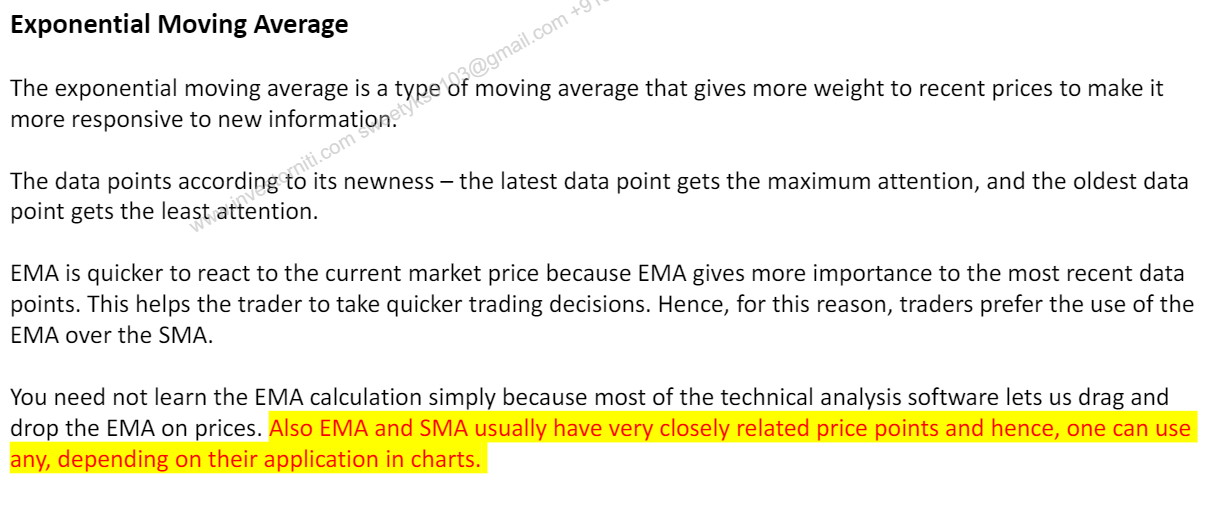 Exponential Moving Average
The exponential moving average is a type of moving average that gives more weight to recent prices to make it
more responsive to new information.
The data points according to its newness – the latest data point gets the maximum attention, and the oldest data
point gets the least attention.
EMA is quicker to react to the current market price because EMA gives more importance to the most recent data
points. This helps the trader to take quicker trading decisions. Hence, for this reason, traders prefer the use of the
EMA over the SMA.
You need not learn the EMA calculation simply because most of the technical analysis software lets us drag and
drop the EMA on prices. Also EMA and SMA usually have very closely related price points and hence, one can use
any, depending on their application in charts.